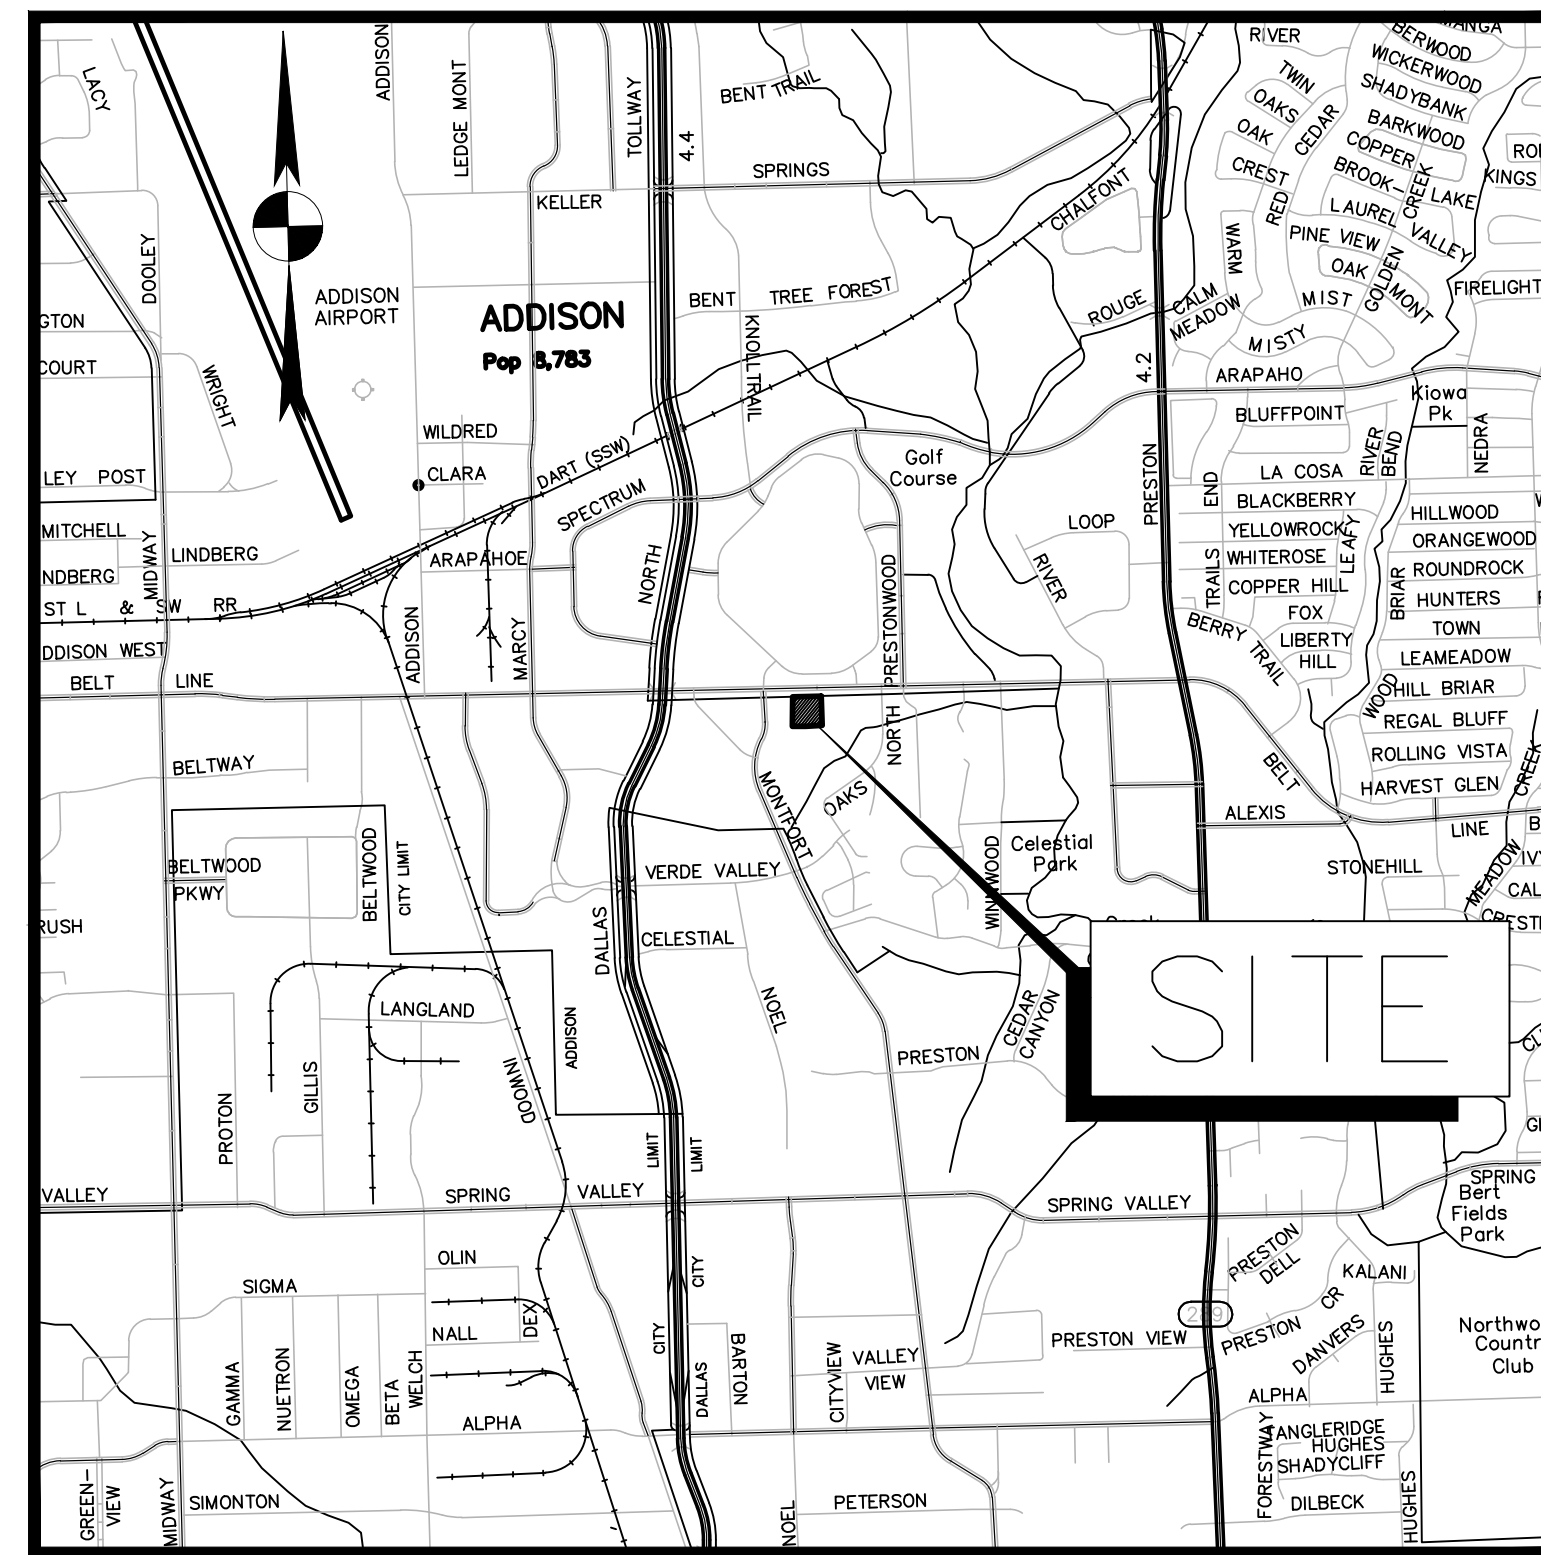 LACY
ADDISON
LEDGE MONT
TOLLWAY
4.4
BENT TRAIL
SPRINGS
KELLER
RIVER
TWIN
OAKS
OAK
CREST
CEDAR
RED
BERWOOD
WICKERWOOD
SHADYBANK
BARKWOOD
COPPER
BROOK-
LAKE
CREEK
KINGS
LAUREL
VALLEY
PINE VIEW
OAK
MONT
GOLDEN
MIST
MISTY
FIRELIGHT
WARM
CHALFONT
ROUGE
CALM
MEADOW
DOOLEY
ADDISON
AIRPORT
ADDISON
Pop 8,783
BENT
TREE FOREST
KNOLL TRAIL
GTON
COURT
WRIGHT
4.2
ARAPAHO
BLUFFPOINT
Kiowa
Pk
RIVER
BEND
NEDRA
WILDRED
CLARA
DART (SSW)
SPECTRUM
Golf
Course
PRESTON
LA COSA
END
BLACKBERRY
YELLOWROCK
WHITEROSE
COPPER HILL
LEAFY
FOX
LIBERTY
HILL
TRAILS
BERRY TRAIL
HILLWOOD
ORANGEWOOD
ROUNDROCK
HUNTERS
TOWN
LEAMEADOW
HILL BRIAR
REGAL BLUFF
ROLLING VISTA
HARVEST GLEN
BRIAR
WOOD
CREEK
LEY POST
MITCHELL
LINDBERG
NDBERG
MIDWAY
ST L & SW RR
DDISON WEST
BELT LINE
ARAPAHOE
ADDISON
MARCY
NORTH
PRESTONWOOD
LOOP
RIVER
NORTH
BELT
LINE
ALEXIS
BELTWAY
MONTFORT
OAKS
BELTWOOD
PKWY
BELTWOOD
CITY LIMIT
VERDE VALLEY
Celestial
Park
WINNWOOD
STONEHILL
MEADOW
RUSH
DALLAS
CELESTIAL
NOEL
LANGLAND
GILLIS
PROTON
INWOOD
ADDISON
PRESTON
CEDAR
CANYON
SITE
LIMIT
LIMIT
VALLEY
SPRING
VALLEY
SPRING VALLEY
SPRING
Bert
Fields
Park
OLIN
SIGMA
NALL
DEX
CITY
CITY
PRESTON
DELL
KALANI
CR
289
PRESTON
DANVERS
HUGHES
PRESTON VIEW
VALLEY
VIEW
CITYVIEW
BARTON
DALLAS
GAMMA
NUETRON
OMEGA
BETA
WELCH
ALPHA
ALPHA
FORESTWAY
TANGLERIDGE
HUGHES
SHADYCLIFF
DILBECK
HUGHES
GREEN-
VIEW
MIDWAY
SIMONTON
NOEL
PETERSON
Club